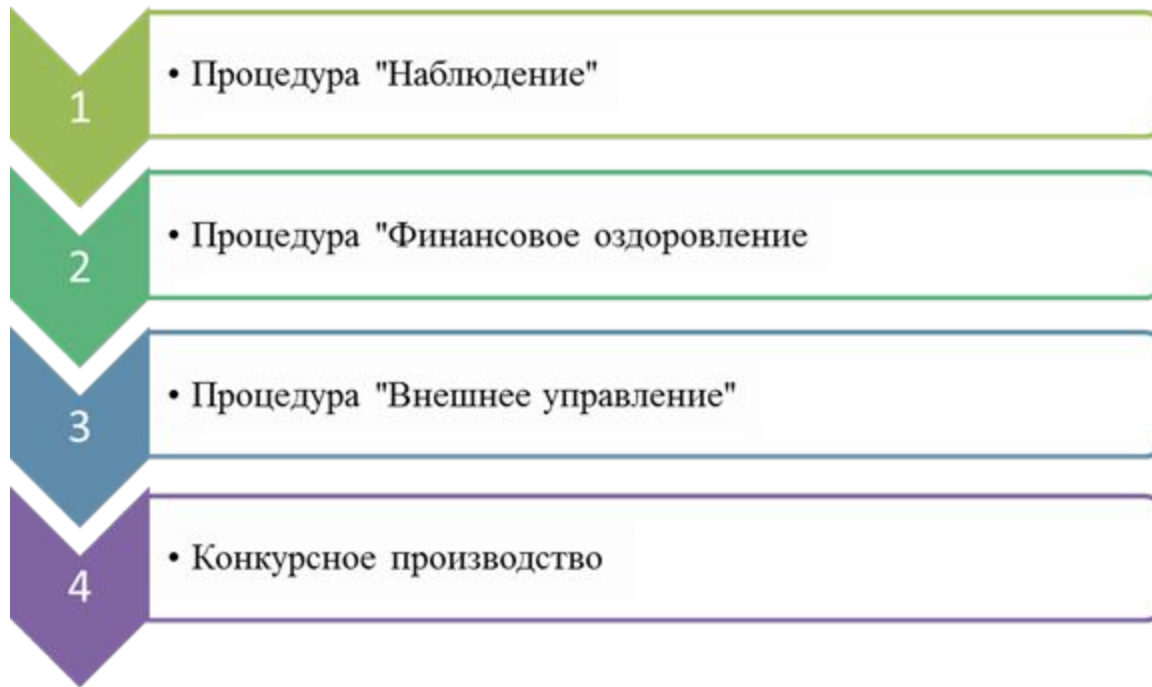 1
• Процедура "Наблюдение"
2
• Процедура "Финансовое оздоровление
3
• Процедура "Внешнее управление"
4
• Конкурсное производство